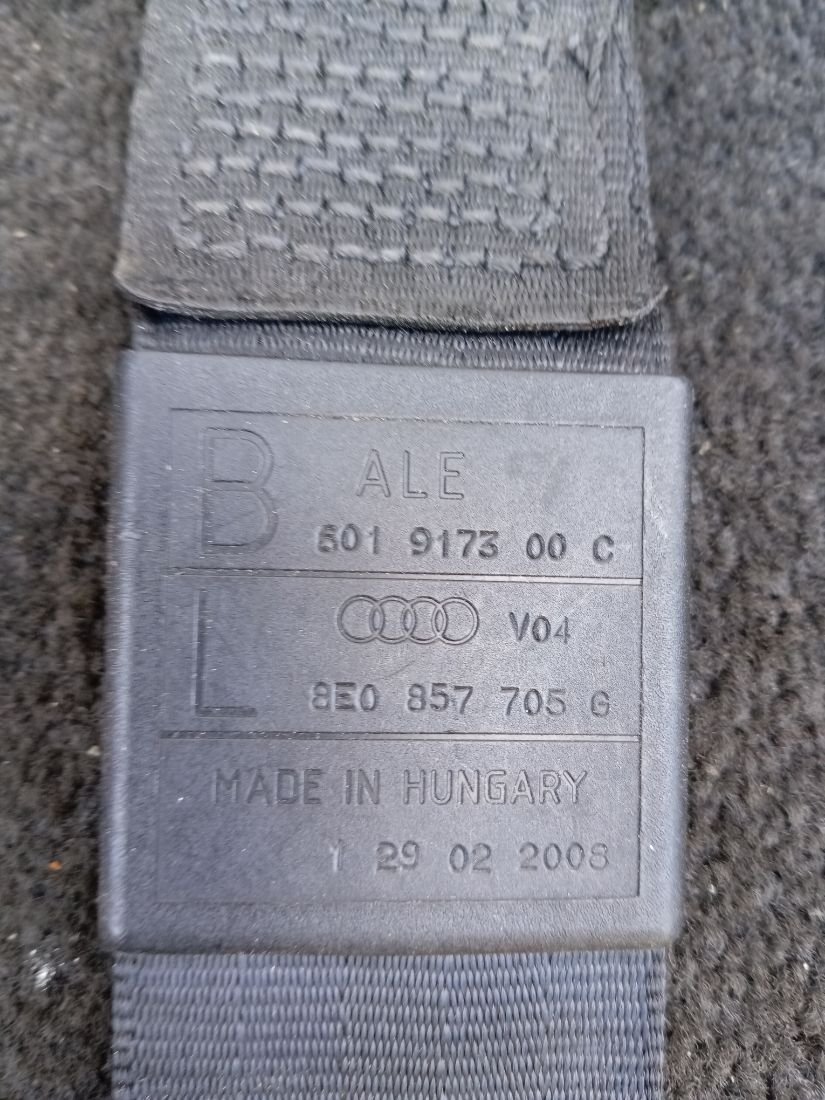 B ALE
601 9173 00 C
L V04
8E0 857 705 G
MADE IN HUNGARY
1 29 02 2008